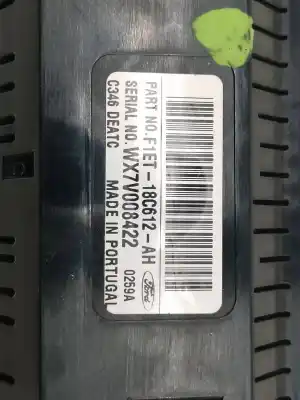 PART NO.F1ET-18C612-AH
SERIAL NO.WX7V008422
C346 DEATC
0259A
MADE IN PORTUGAL
Ford